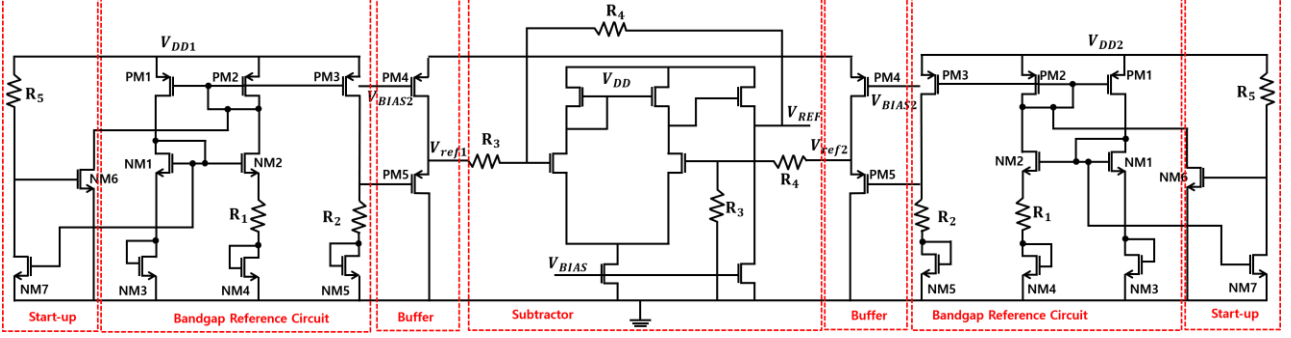 R4
VDD1
VDD2
PM1
PM2
PM3
PM4
VDD
PM4
PM3
PM2
PM1
R5
VBIAS2
VBIAS2
R5
VREF
NM1
NM2
Vref1
R3
Vref2
NM2
NM1
NM6
PM5
R4
PM5
NM6
R1
R2
R3
R2
R1
VBIAS
NM7
NM3
NM4
NM5
NM5
NM4
NM3
NM7
Start-up
Bandgap Reference Circuit
Buffer
Subtractor
Buffer
Bandgap Reference Circuit
Start-up